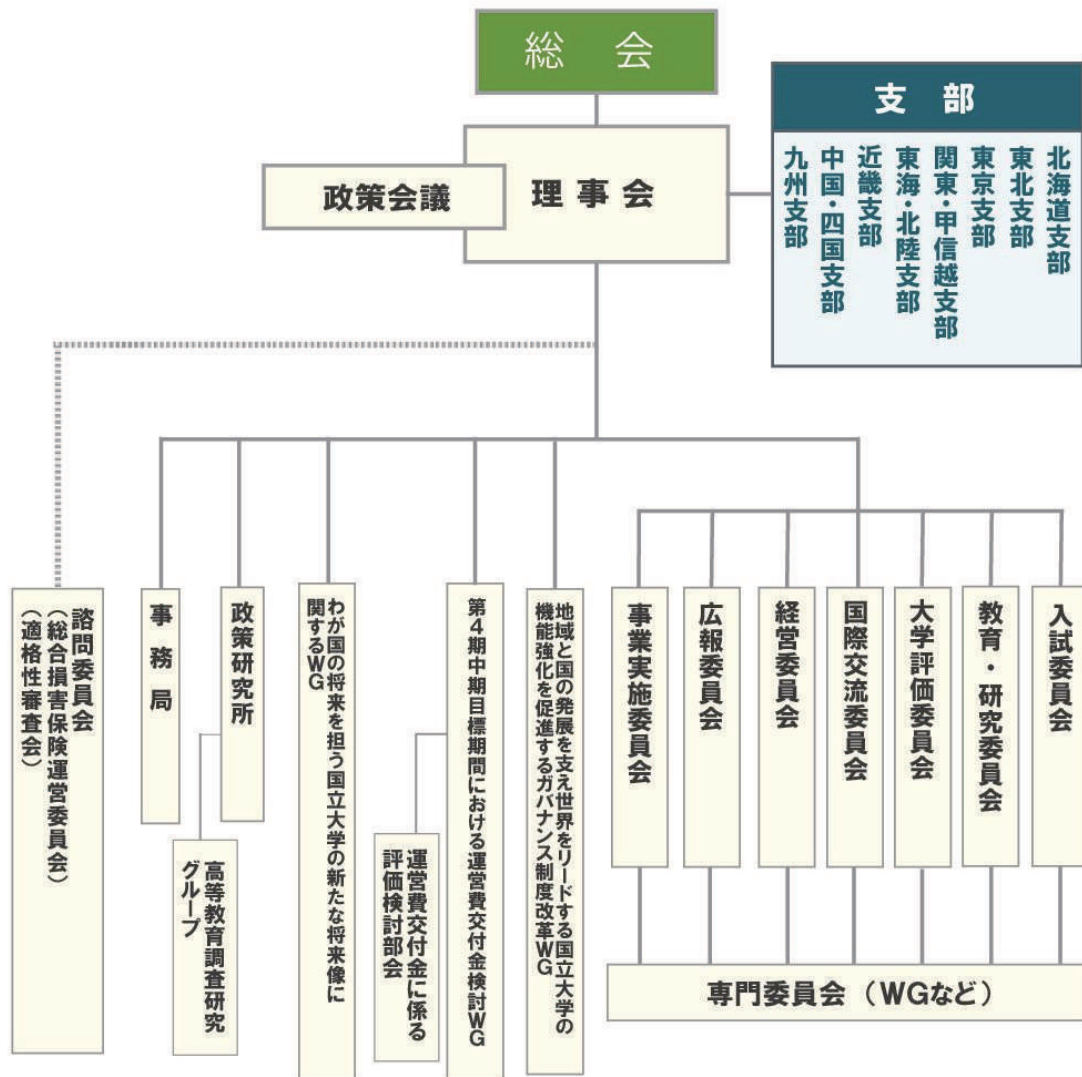 総会
支部
北海道支部
東北支部
東京支部
関東・甲信越支部
東海・北陸支部
近畿支部
中国・四国支部
九州支部
理事会
政策会議
入試委員会
教育・研究委員会
大学評価委員会
国際交流委員会
経営委員会
広報委員会
事業実施委員会
専門委員会（WGなど）
地域と国の発展を支え世界をリードする国立大学の
機能強化を促進するガバナンス制度改革WG
第4期中期目標期間における運営費交付金検討WG
運営費交付金に係る
評価検討部会
わが国の将来を担う国立大学の新たな将来像に
関するWG
政策研究所
高等教育調査研究
グループ
事務局
諮問委員会
（総合損害保険運営委員会）
（適格性審査会）